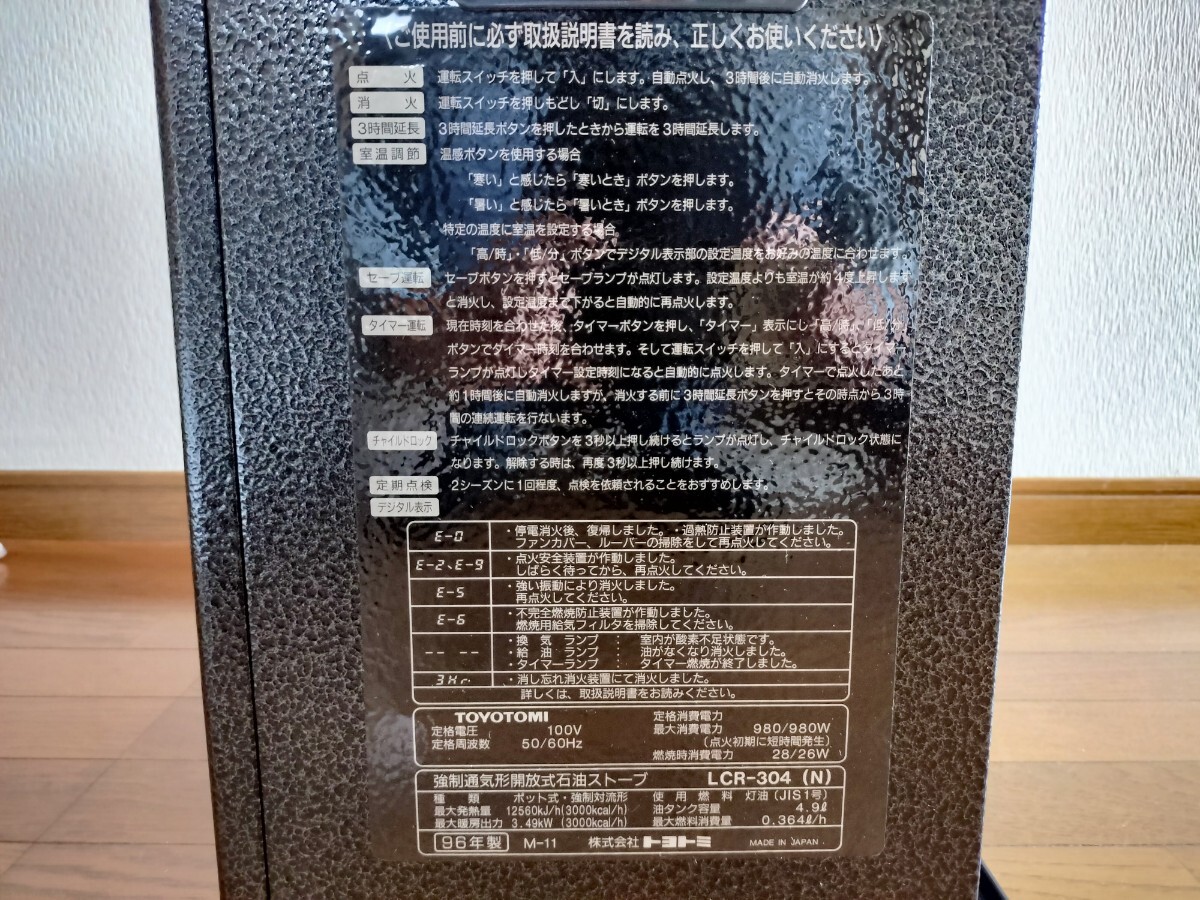 〈ご使用前に必ず取扱説明書を読み、正しくお使いください〉
点火 運転スイッチを押して「入」にします。自動点火し、3時間後に自動消火します。
消火 運転スイッチを押しもどし「切」にします。
3時間延長 3時間延長ボタンを押したときから運転を3時間延長します。
室温調節 温感ボタンを使用する場合
「寒い」と感じたら「寒いとき」ボタンを押します。
「暑い」と感じたら「暑いとき」ボタンを押します。
特定の温度に室温を設定する場合
「高/時」・「低/分」ボタンでデジタル表示部の設定温度をお好みの温度に合わせます。
セーブ運転 セーブボタンを押すとセーブランプが点灯します。設定温度よりも室温が約4度上昇します
と消火し、設定温度まで下がると自動的に再点火します。
タイマー運転 現在時刻を合わせた後、タイマーボタンを押し、「タイマー」表示にし「高/時」「低/分」
ボタンでタイマー時刻を合わせます。そして運転スイッチを押して「入」にするとタイマー
ランプが点灯しタイマー設定時刻になると自動的に点火します。タイマーで点火したあと
約1時間後に自動消火しますが、消火する前に3時間延長ボタンを押すとその時点から3時
間の連続運転を行ないます。
チャイルドロック チャイルドロックボタンを3秒以上押し続けるとランプが点灯し、チャイルドロック状態に
なります。解除する時は、再度3秒以上押し続けます。
定期点検 2シーズンに1回程度、点検を依頼されることをおすすめします。
デジタル表示
E-0 ・停電消火後、復帰しました。・過熱防止装置が作動しました。
ファンカバー、ルーバーの掃除をして再点火してください。
E-2、E-9 ・点火安全装置が作動しました。
しばらく待ってから、再点火してください。
E-5 ・強い振動により消火しました。
再点火してください。
E-6 ・不完全燃焼防止装置が作動しました。
燃焼用給気フィルタを掃除してください。
・換気ランプ : 室内が酸素不足状態です。
-- -- ・給油ランプ : 油がなくなり消火しました。
・タイマーランプ : タイマー燃焼が終了しました。
3Hr. ・消し忘れ消火装置にて消火しました。
詳しくは、取扱説明書をお読みください。
TOYOTOMI 定格消費電力
定格電圧 100V 最大消費電力 980/980W
定格周波数 50/60Hz (点火初期に短時間発生)
燃焼時消費電力 28/26W
強制通気形開放式石油ストーブ LCR-304 (N)
種類 ポット式・強制対流形 使用燃料 灯油(JIS1号)
最大発熱量 12560kJ/h(3000kcal/h) 油タンク容量 4.9ℓ
最大暖房出力 3.49kW (3000kcal/h) 最大燃料消費量 0.364ℓ/h
96年製 M-11 株式会社トヨトミ MADE IN JAPAN